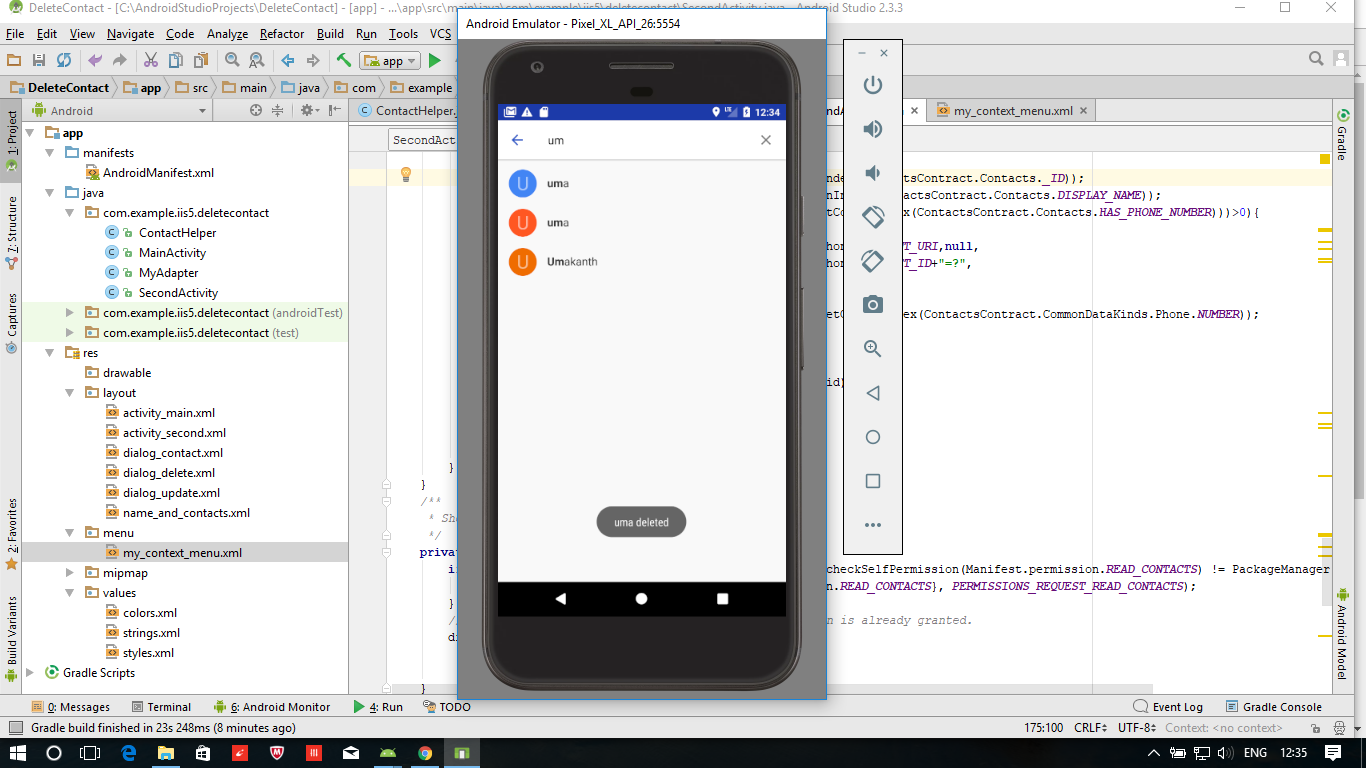 DeleteContact - [C:\AndroidStudioProjects\DeleteContact] - [app] - ...\app\src\main\java\com\example\iis5\deletecontact\SecondActivity.java - Android Studio 2.3.3
Android Emulator - Pixel_XL_API_26:5554
File Edit View Navigate Code Analyze Refactor Build Run Tools VCS
app
DeleteContact app src main java com example
Android
ContactHelper.
my_context_menu.xml
SecondAct
1: Project
7: Structure
Captures
2: Favorites
Build Variants
app
manifests
AndroidManifest.xml
java
com.example.iis5.deletecontact
ContactHelper
MainActivity
MyAdapter
SecondActivity
com.example.iis5.deletecontact (androidTest)
com.example.iis5.deletecontact (test)
res
drawable
layout
activity_main.xml
activity_second.xml
dialog_contact.xml
dialog_delete.xml
dialog_update.xml
name_and_contacts.xml
menu
my_context_menu.xml
mipmap
values
colors.xml
strings.xml
styles.xml
Gradle Scripts
}
}
/**
* Sho
*/
privat
}
}
12:34
um
U uma
U uma
U Umakanth
uma deleted
tsContract.Contacts._ID));
ContactsContract.Contacts.DISPLAY_NAME));
ex(ContactsContract.Contacts.HAS_PHONE_NUMBER)))>0){
T_URI,null,
T_ID+"=?",
ex(ContactsContract.CommonDataKinds.Phone.NUMBER));
id)
checkSelfPermission(Manifest.permission.READ_CONTACTS) != PackageManager
n.READ_CONTACTS}, PERMISSIONS_REQUEST_READ_CONTACTS);
n is already granted.
Gradle
Android Model
0: Messages Terminal 6: Android Monitor 4: Run TODO Event Log Gradle Console
Gradle build finished in 23s 248ms (8 minutes ago) 175:100 CRLF÷ UTF-8÷ Context: <no context>
ENG 12:35